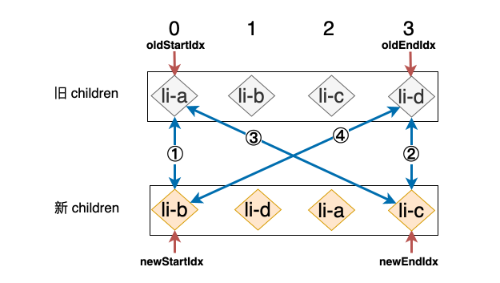 0 1 2 3
oldStartIdx oldEndIdx
旧 children li-a li-b li-c li-d
③ ④
① ②
新 children li-b li-d li-a li-c
newStartIdx newEndIdx